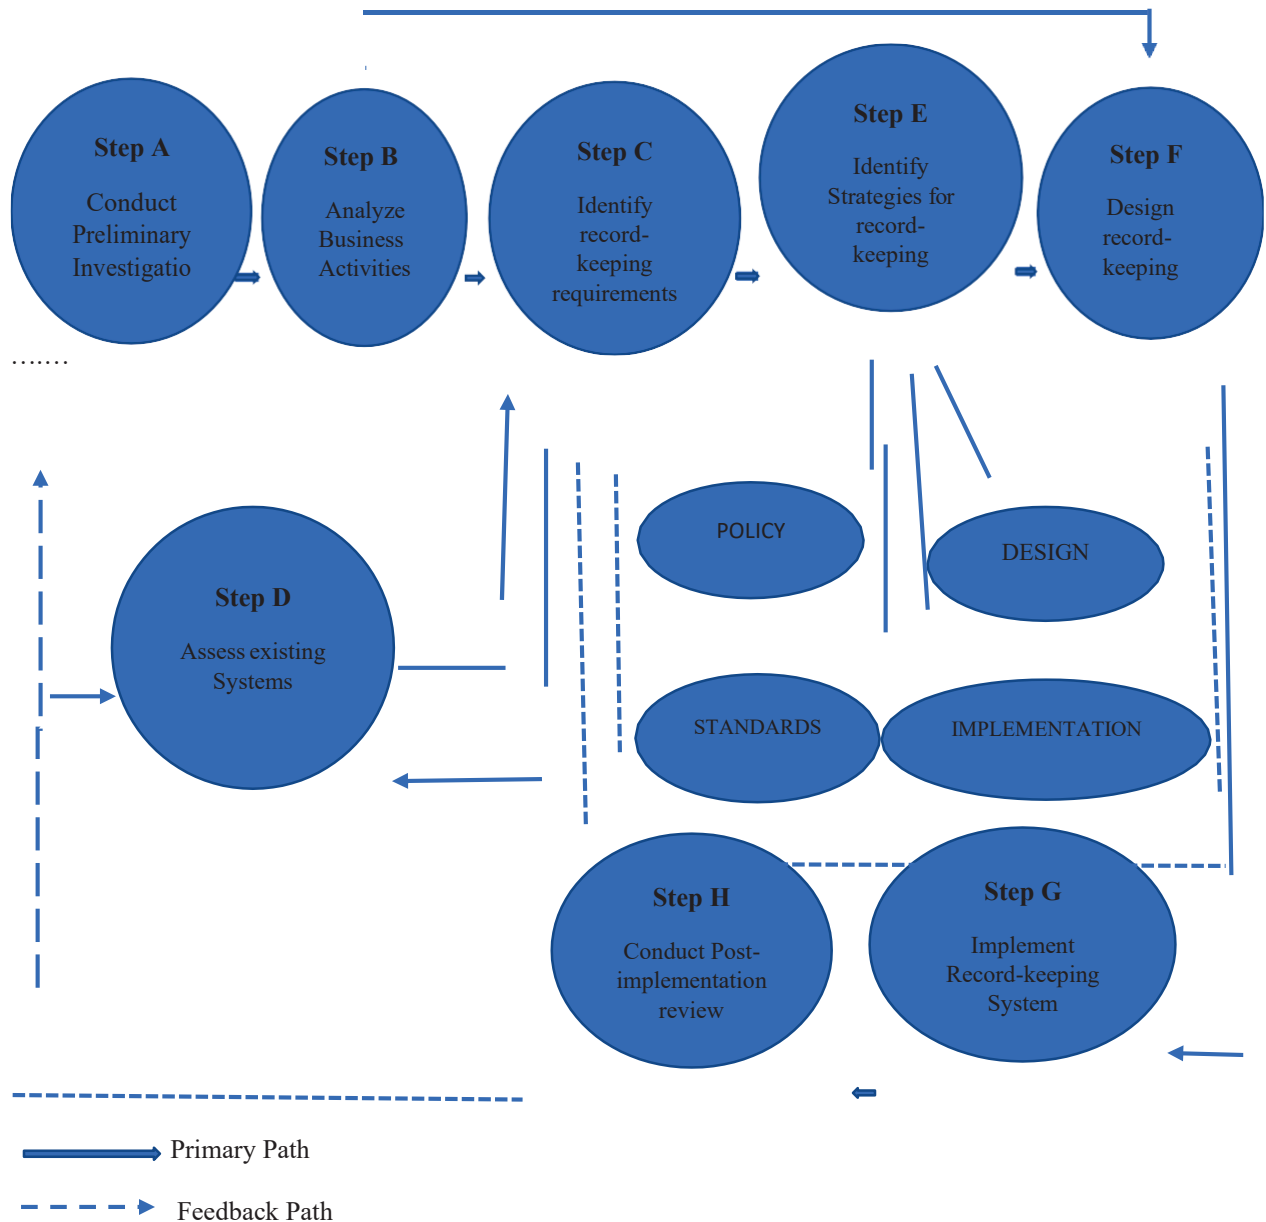 Step A
Conduct
Preliminary
Investigatio
Step B
Analyze
Business
Activities
Step C
Identify
record-
keeping
requirements
Step E
Identify
Strategies for
record-
keeping
Step F
Design
record-
keeping
.......
Step D
Assess existing
Systems
POLICY
DESIGN
STANDARDS
IMPLEMENTATION
Step H
Conduct Post-
implementation
review
Step G
Implement
Record-keeping
System
Primary Path
Feedback Path